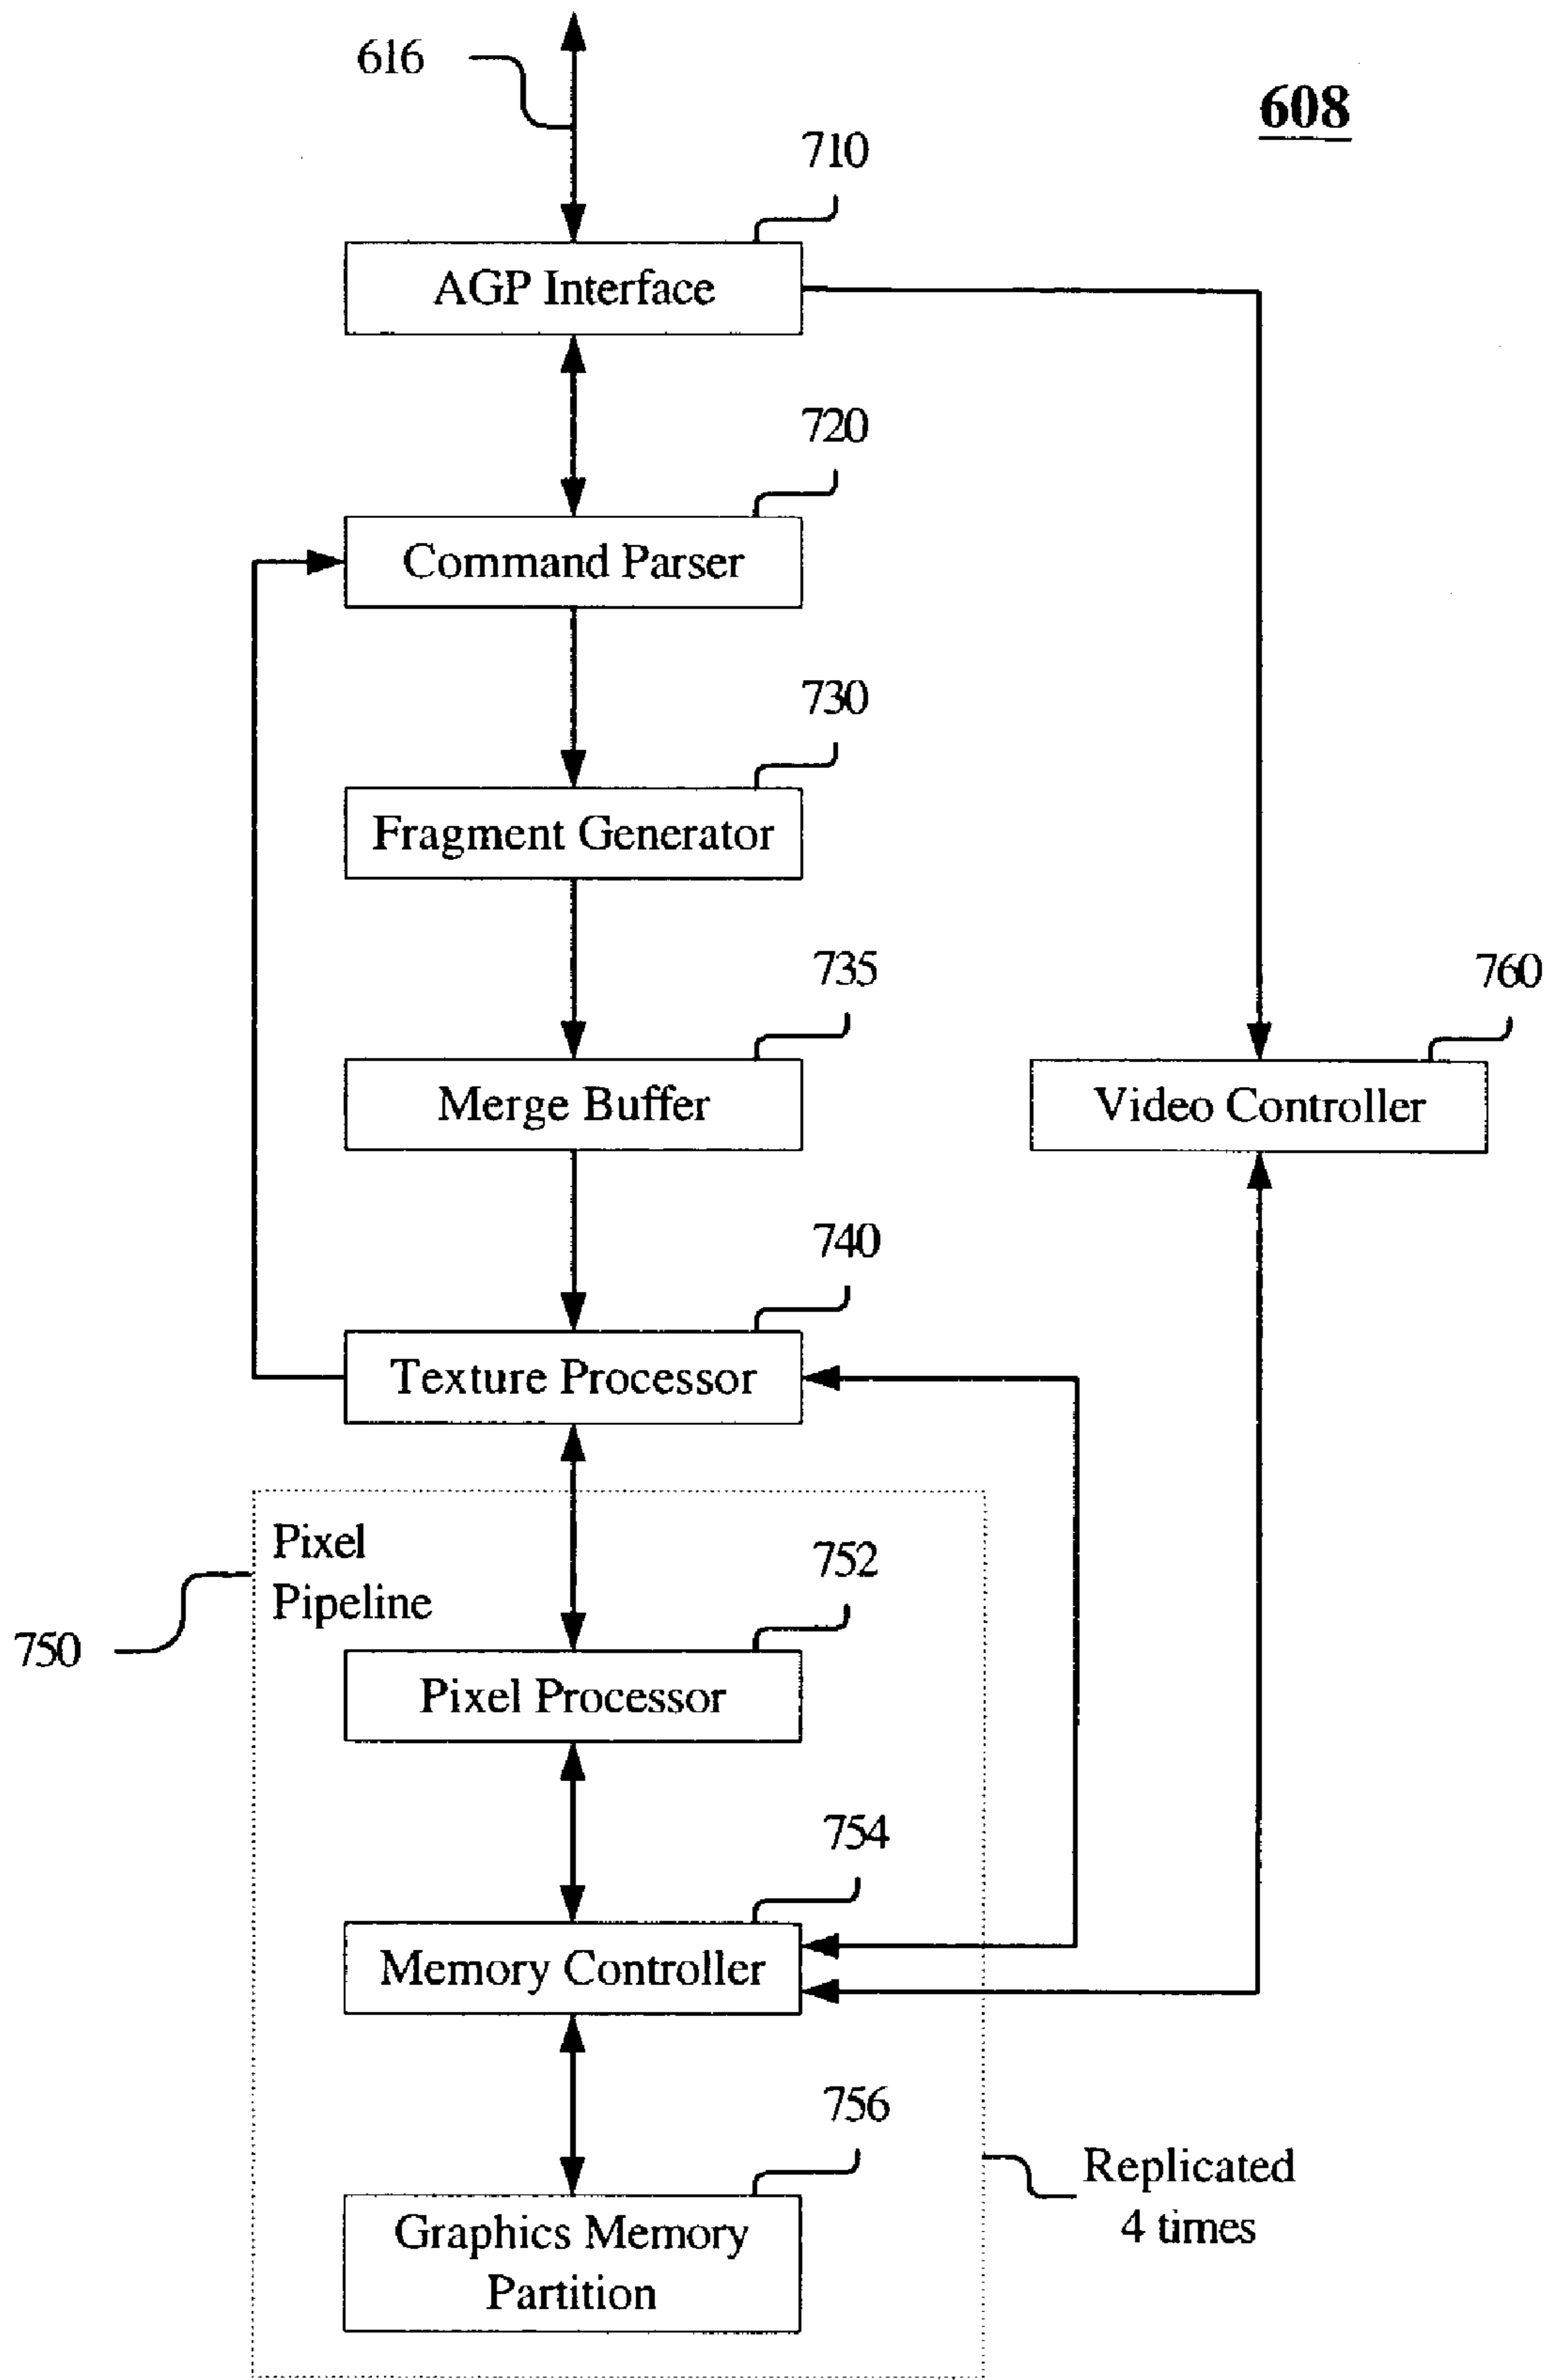 616
608
710
AGP Interface
720
Command Parser
730
Fragment Generator
735
760
Merge Buffer
Video Controller
740
Texture Processor
Pixel
Pipeline
752
750
Pixel Processor
754
Memory Controller
756
Replicated
4 times
Graphics Memory
Partition